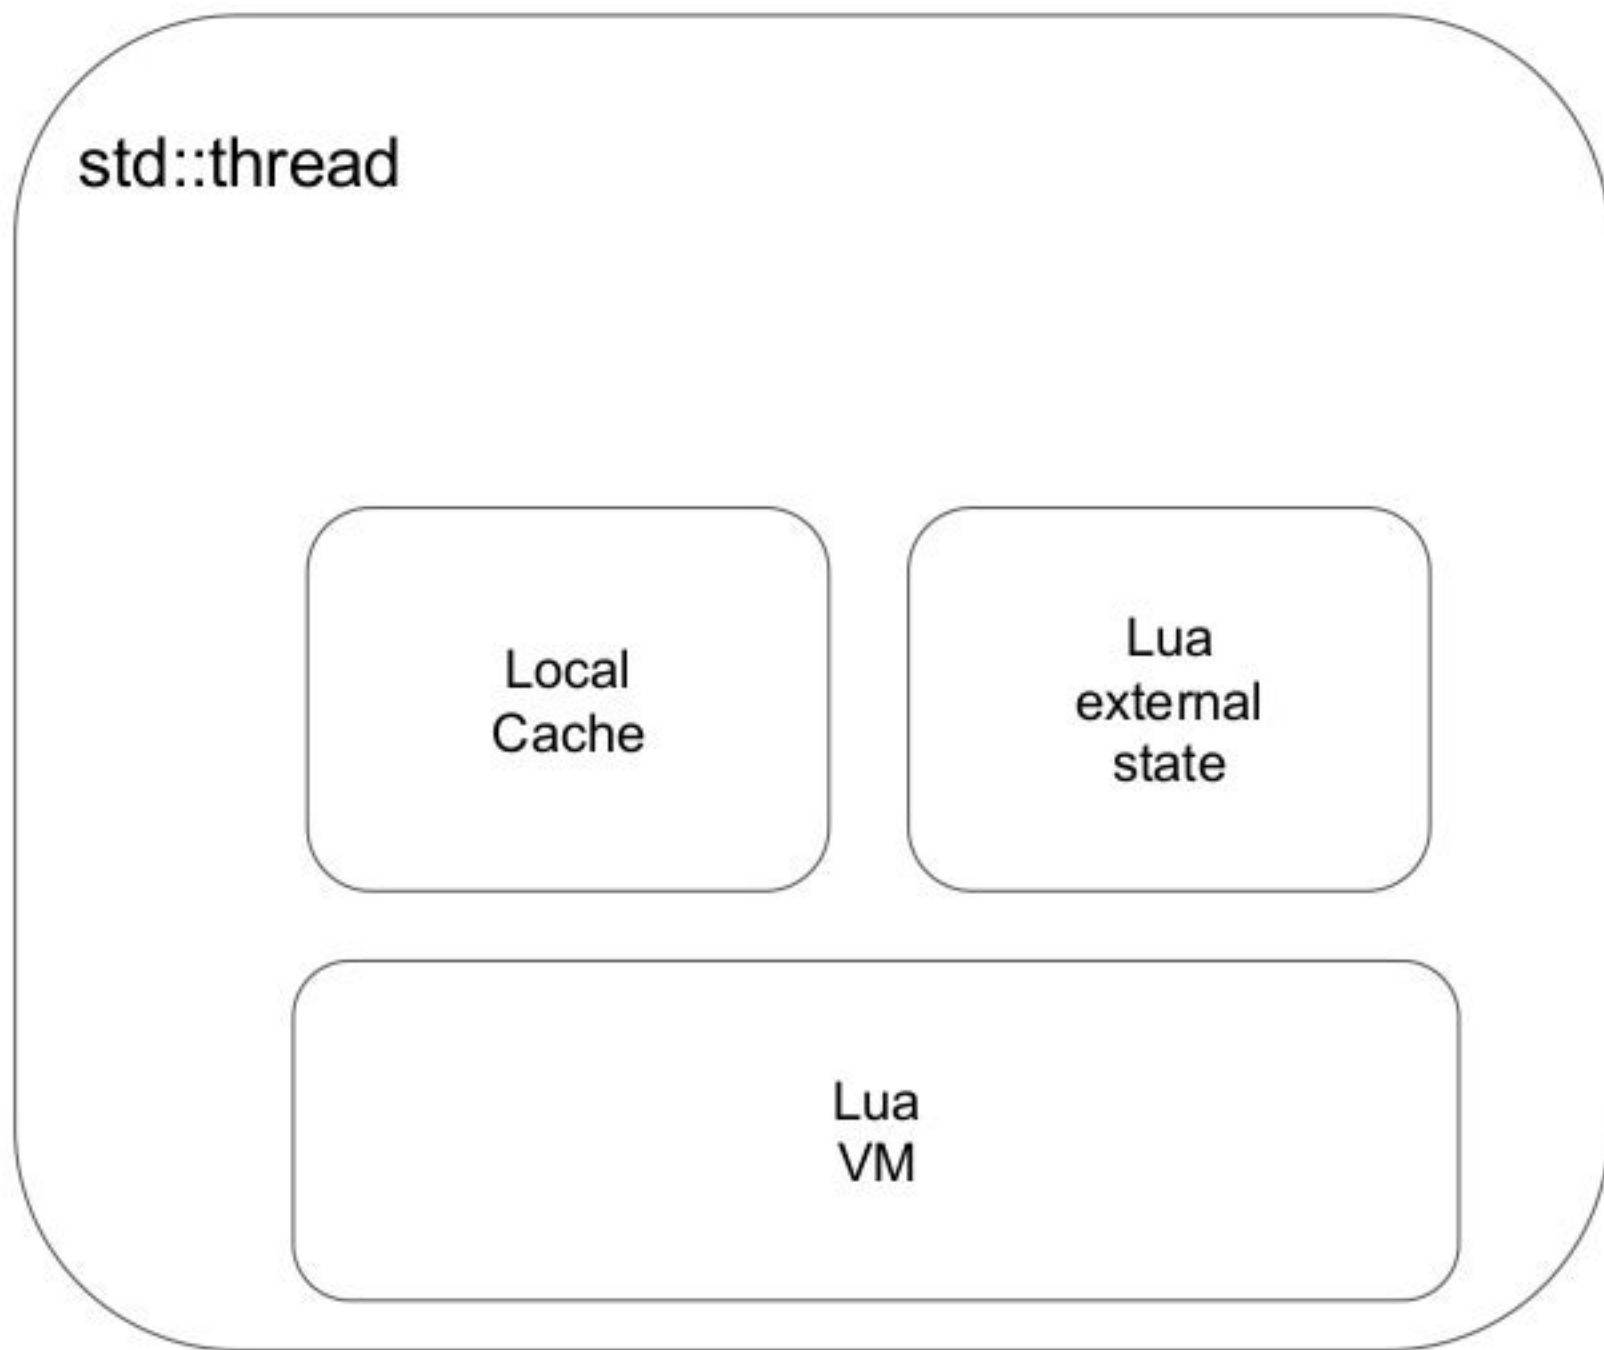 std::thread
Local
Cache
Lua
external
state
Lua
VM